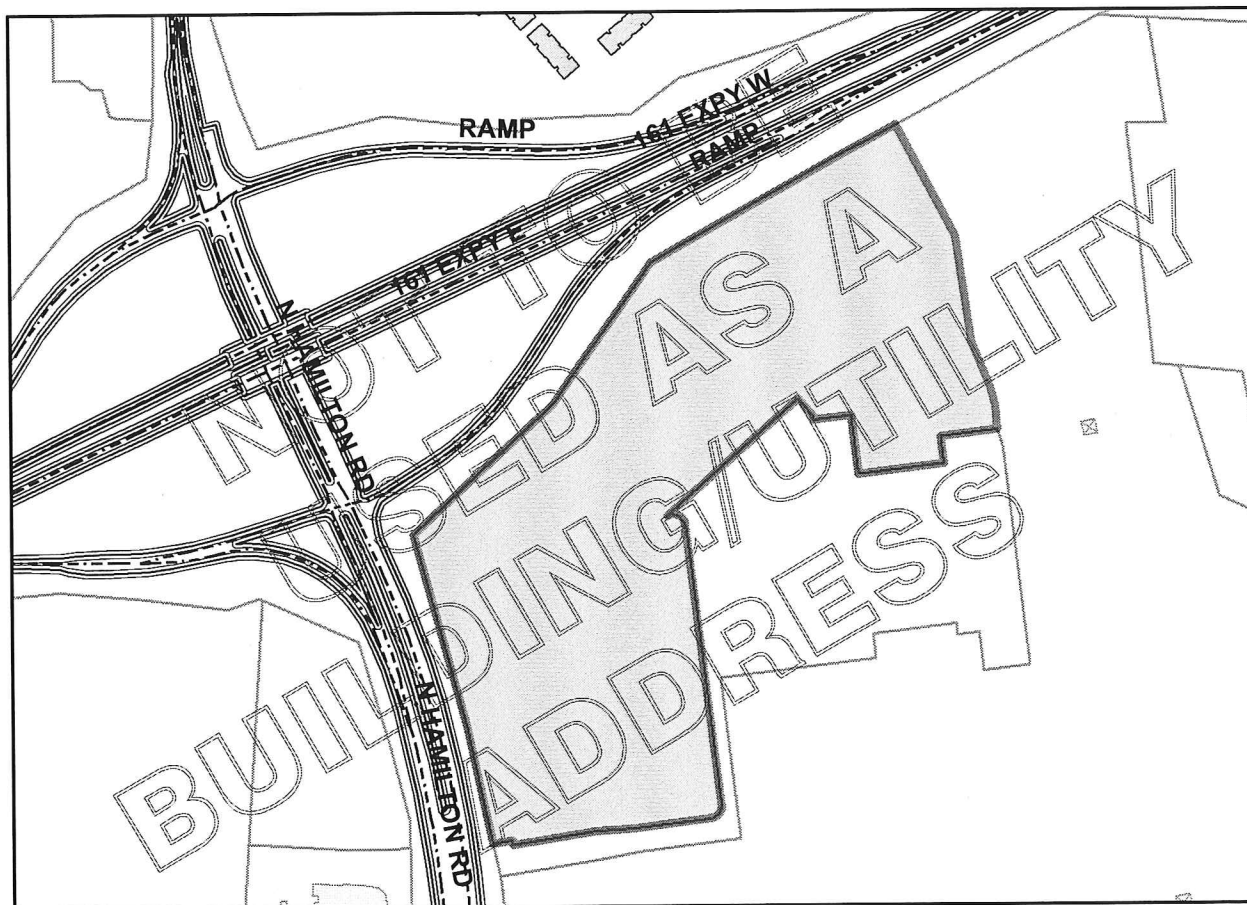 RAMP
161 EXPY W
RAMP
161 EXPY E
N HAMILTON RD
N HAMILTON RD
NOT TO BE
USED AS A
BUILDING/UTILITY
ADDRESS